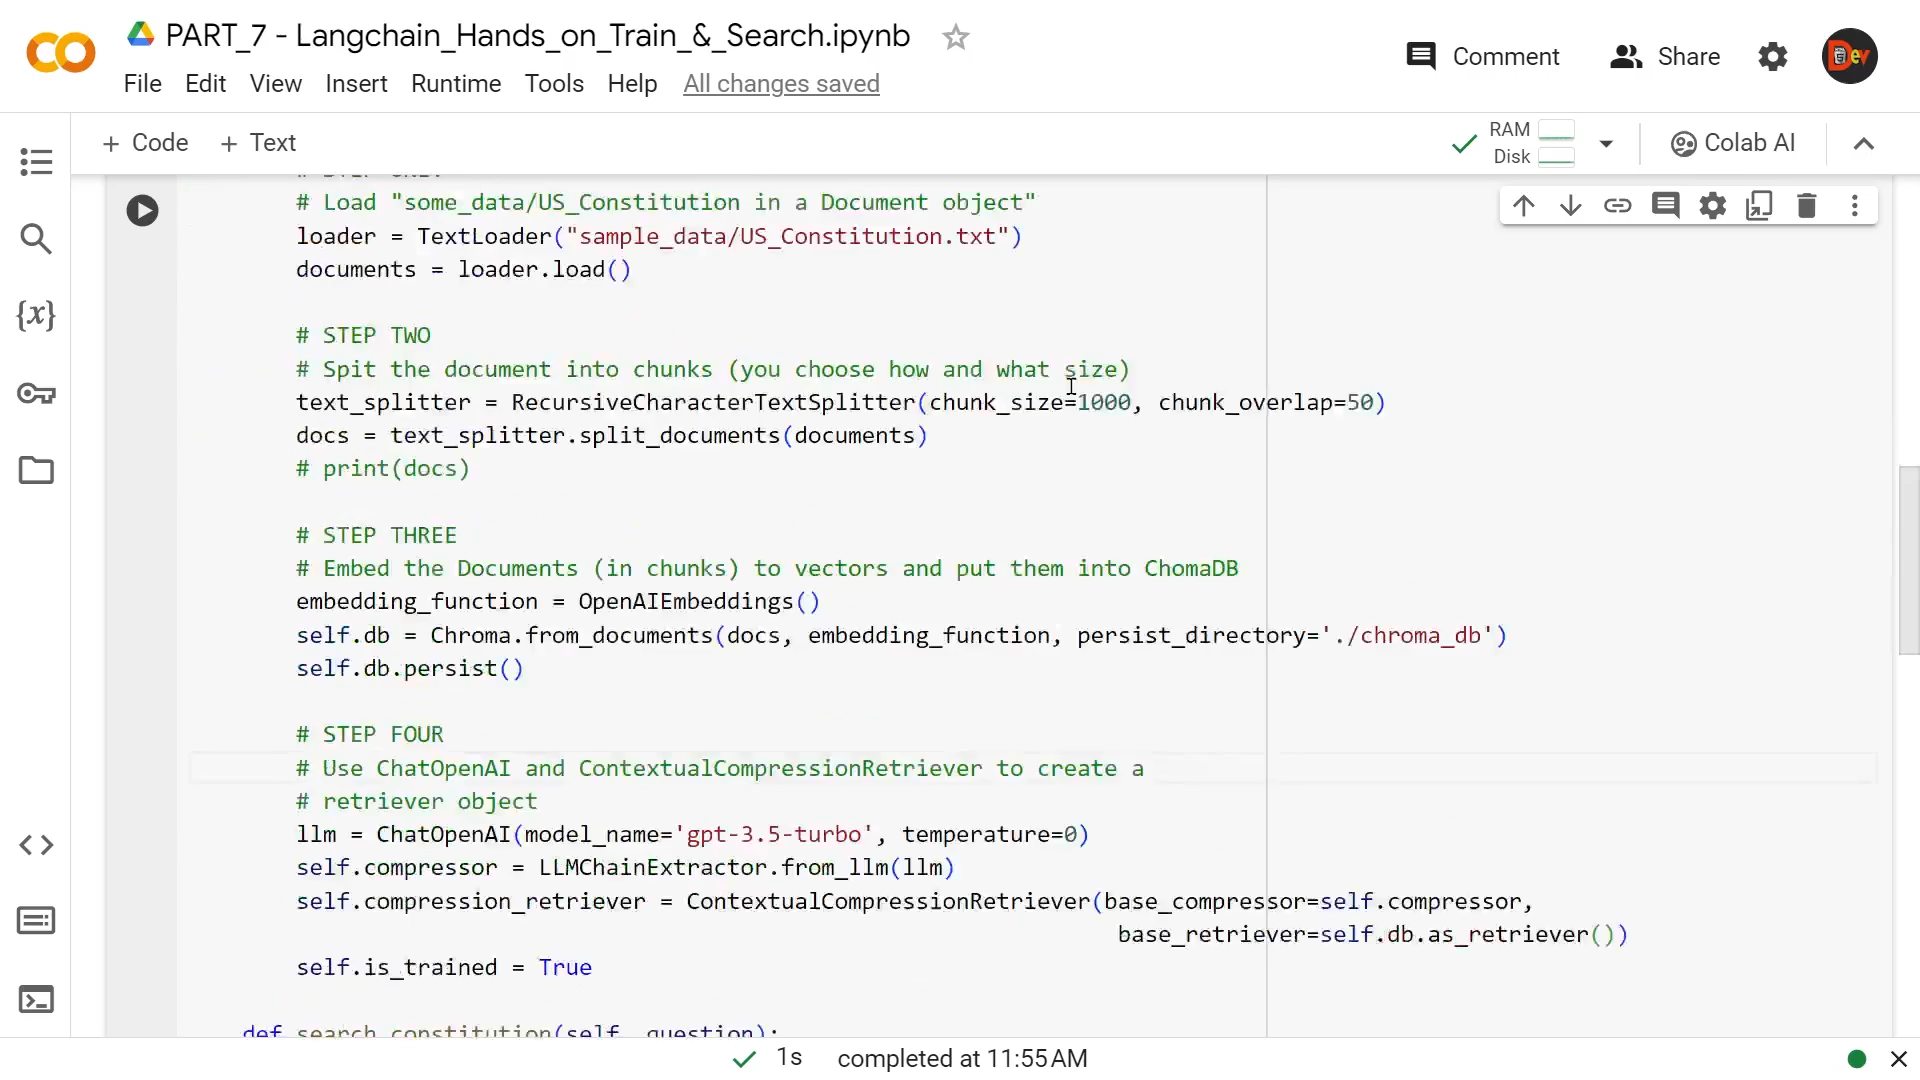 PART_7 - Langchain_Hands_on_Train_&_Search.ipynb
Comment
Share
Dev
File Edit View Insert Runtime Tools Help All changes saved
+ Code + Text
RAM
Disk
Colab AI
# Load "some_data/US_Constitution in a Document object"
loader = TextLoader("sample_data/US_Constitution.txt")
documents = loader.load()
# STEP TWO
# Spit the document into chunks (you choose how and what size)
text_splitter = RecursiveCharacterTextSplitter(chunk_size=1000, chunk_overlap=50)
docs = text_splitter.split_documents(documents)
# print(docs)
# STEP THREE
# Embed the Documents (in chunks) to vectors and put them into ChomaDB
embedding_function = OpenAIEmbeddings()
self.db = Chroma.from_documents(docs, embedding_function, persist_directory='./chroma_db')
self.db.persist()
# STEP FOUR
# Use ChatOpenAI and ContextualCompressionRetriever to create a
# retriever object
llm = ChatOpenAI(model_name='gpt-3.5-turbo', temperature=0)
self.compressor = LLMChainExtractor.from_llm(llm)
self.compression_retriever = ContextualCompressionRetriever(base_compressor=self.compressor,
base_retriever=self.db.as_retriever())
self.is_trained = True
def search_constitution(self, question):
1s completed at 11:55 AM